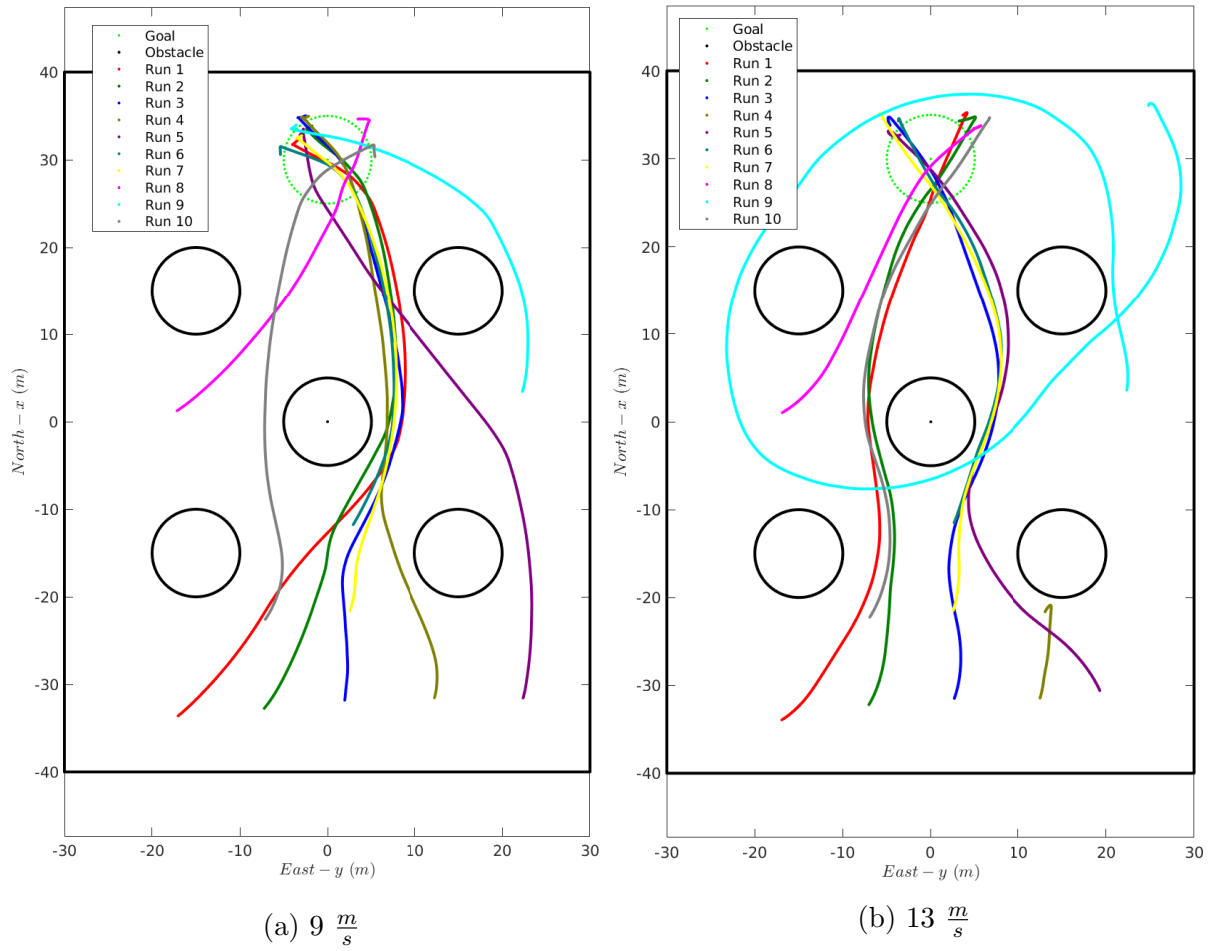 Goal
Obstacle
Run 1
Run 2
Run 3
Run 4
Run 5
Run 6
Run 7
Run 8
Run 9
Run 10
40
30
20
10
0
-10
-20
-30
-40
North − x (m)
-30
-20
-10
0
10
20
30
East − y (m)
(a) 9 m/s
Goal
Obstacle
Run 1
Run 2
Run 3
Run 4
Run 5
Run 6
Run 7
Run 8
Run 9
Run 10
40
30
20
10
0
-10
-20
-30
-40
North − x (m)
-30
-20
-10
0
10
20
30
East − y (m)
(b) 13 m/s